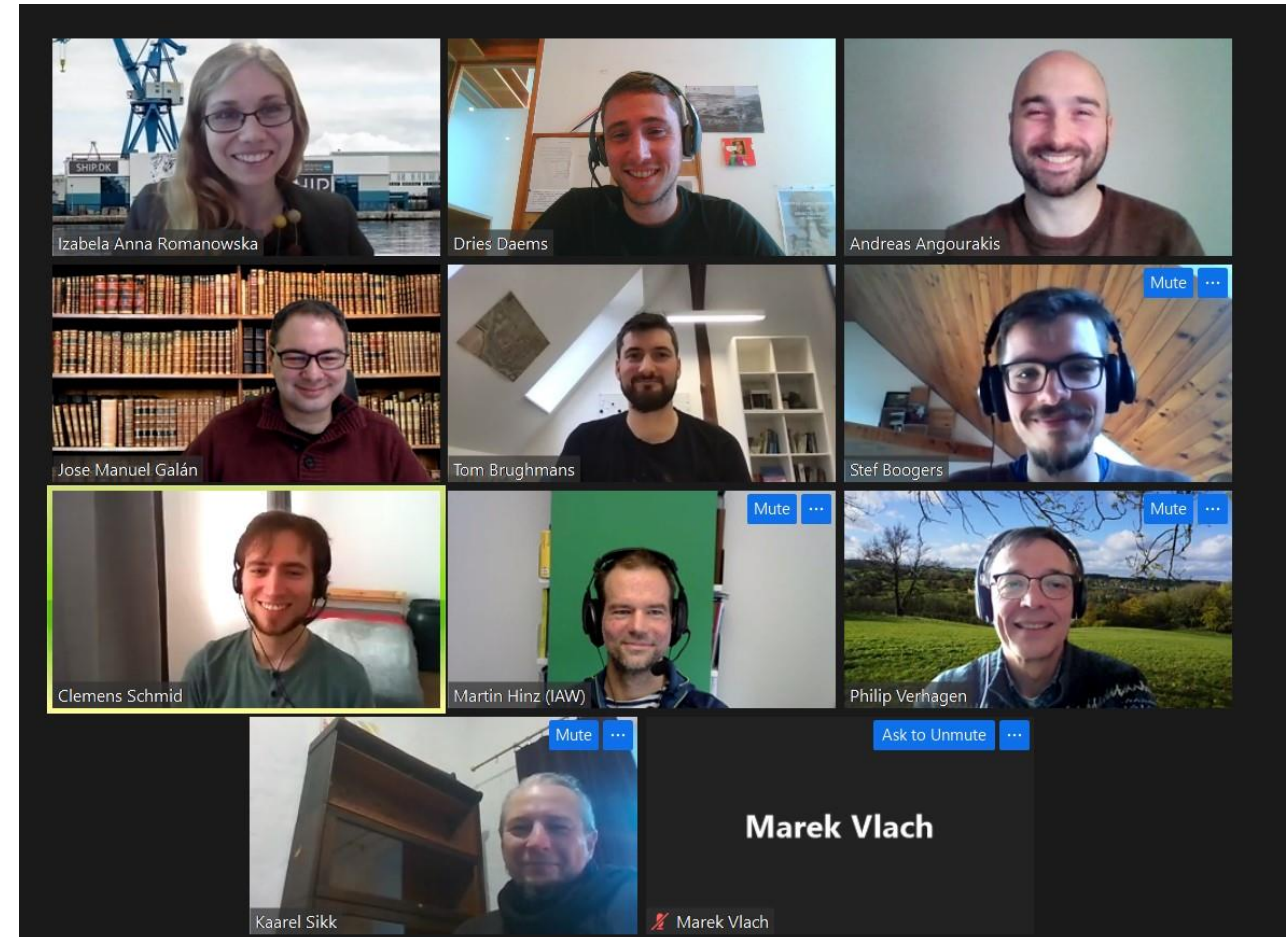 SHIP.DK
HIP
Izabela Anna Romanowska
Dries Daems
Andreas Angourakis
Mute ...
Jose Manuel Galán
Tom Brughmans
Stef Boogers
Mute ...
Mute ...
Clemens Schmid
Martin Hinz (IAW)
Philip Verhagen
Mute ...
Ask to Unmute ...
Marek Vlach
Kaarel Sikk
Marek Vlach